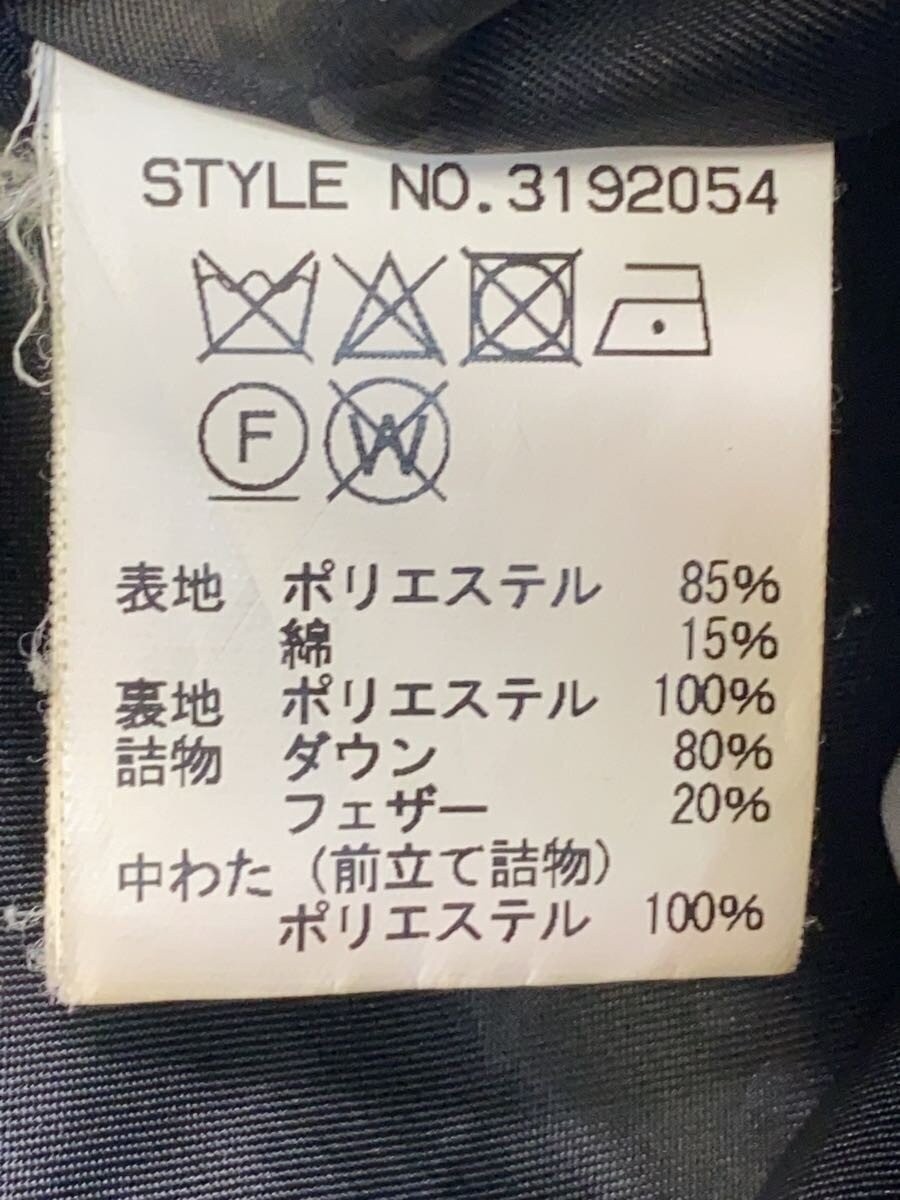 STYLE NO.3192054
F W
表地 ポリエステル 85%
綿 15%
裏地 ポリエステル 100%
詰物 ダウン 80%
フェザー 20%
中わた (前立て詰物)
ポリエステル 100%